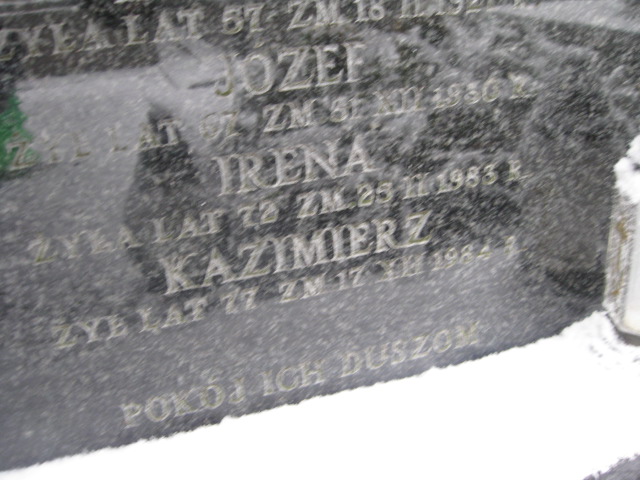 ŻYŁA LAT 57 ZM. 18 II
JÓZEF
ŻYŁ LAT ZM 31 XII 1950 R.
IRENA
ŻYŁA LAT 72 ZM. 25 II 1983 R.
KAZIMIERZ
ŻYŁ LAT 77 ZM 17 XII 1984 R.
POKÓJ ICH DUSZOM